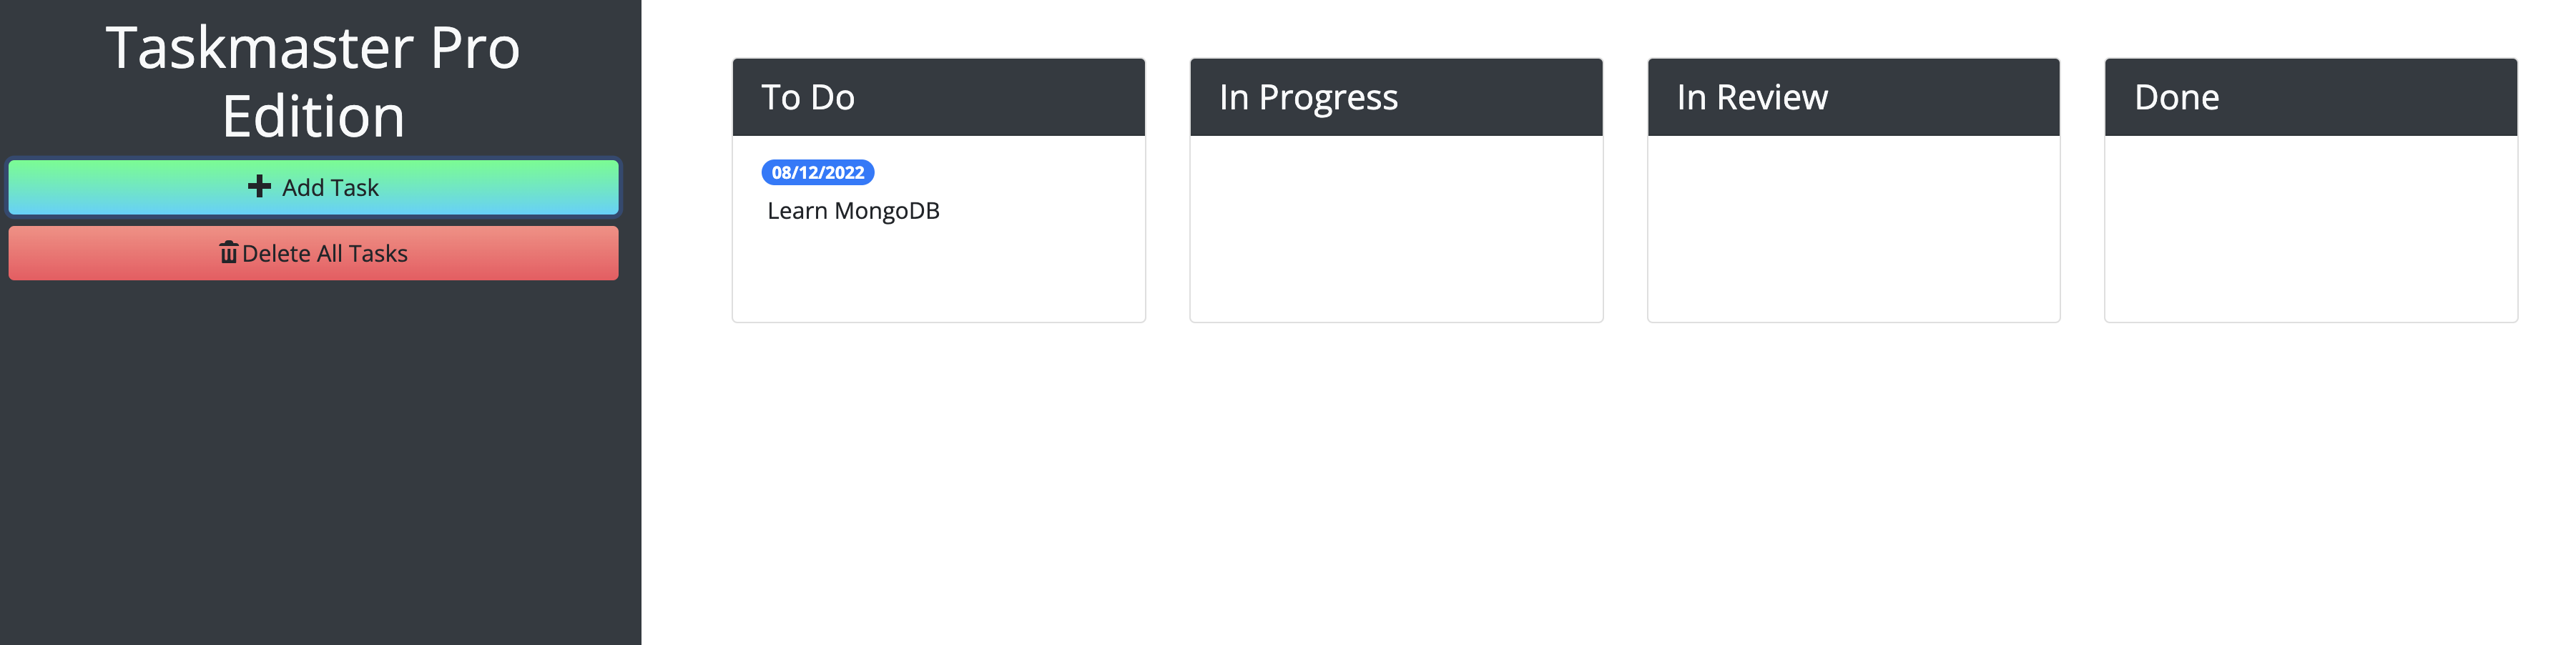 Taskmaster Pro
Edition
Add Task
Delete All Tasks
To Do
08/12/2022
Learn MongoDB
In Progress
In Review
Done